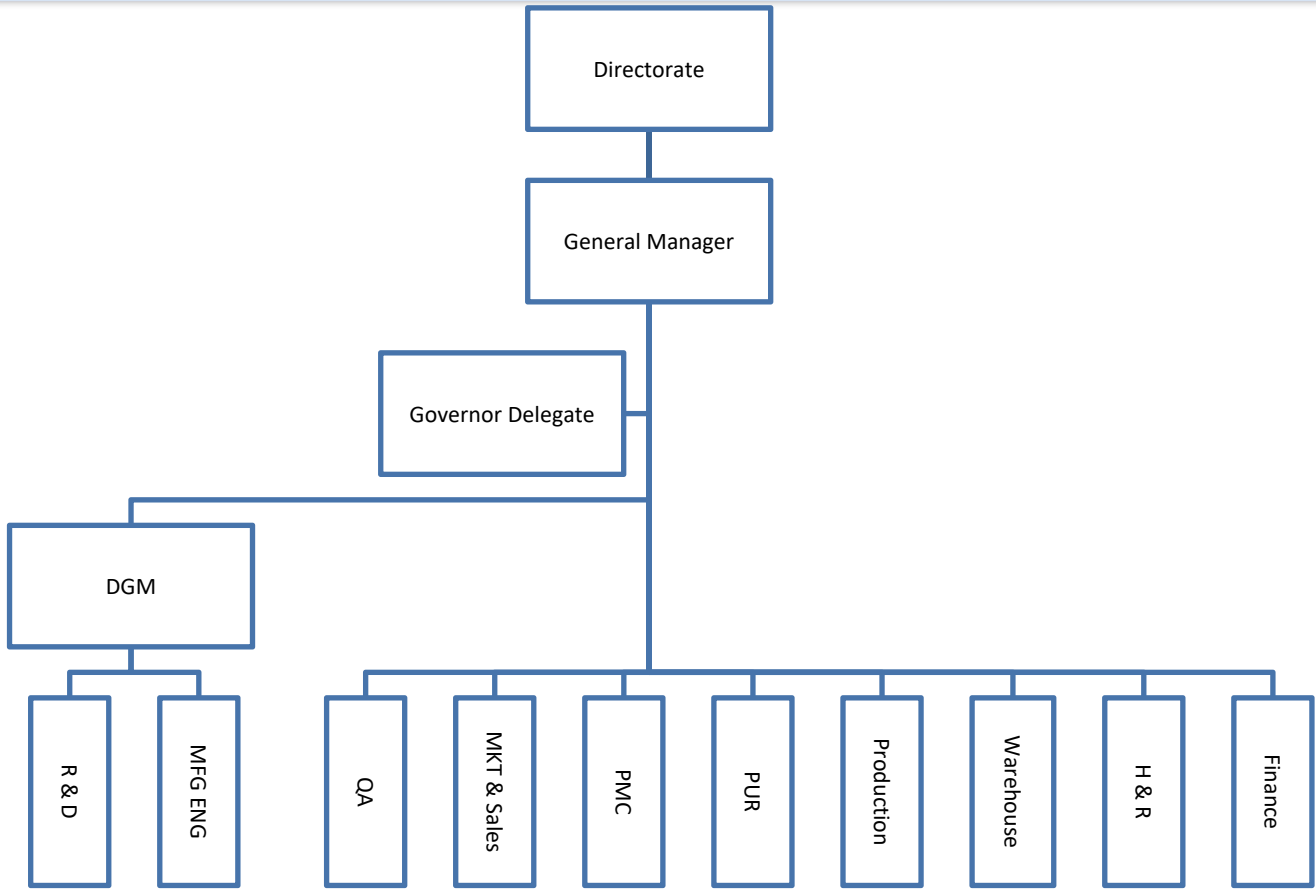 Directorate
General Manager
Governor Delegate
DGM
R & D
MFG ENG
QA
MKT & Sales
PMC
PUR
Production
Warehouse
H & R
Finance